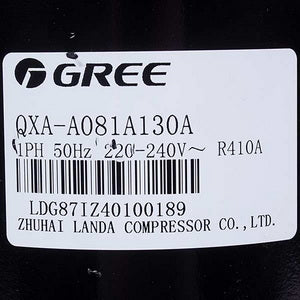 GREE
QXA-A081A130A
1PH 50Hz 220-240V~ R410A
LDG87IZ40100189
ZHUHAI LANDA COMPRESSOR CO.,LTD.